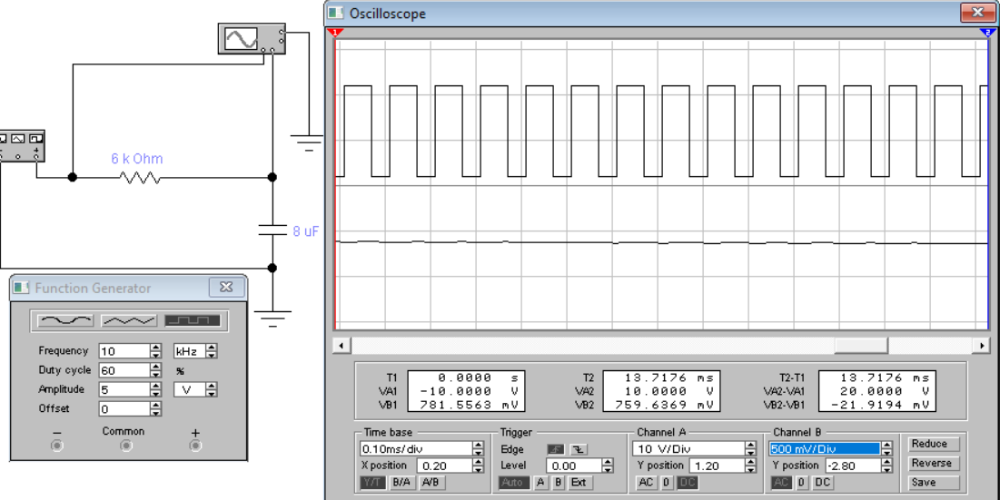 Oscilloscope
1
2
6 k Ohm
8 uF
Function Generator
Frequency 10 kHz
Duty cycle 60 %
Amplitude 5 V
Offset 0
− Common +
T1 0.0000 s
VA1 -10.0000 V
VB1 781.5563 mV
T2 13.7176 ms
VA2 10.0000 V
VB2 759.6369 mV
T2-T1 13.7176 ms
VA2-VA1 20.0000 V
VB2-VB1 -21.9194 mV
Time base
0.10ms/div
X position 0.20
Y/T B/A A/B
Trigger
Edge
Level 0.00
Auto A B Ext
Channel A
10 V/Div
Y position 1.20
AC 0 DC
Channel B
500 mV/Div
Y position -2.80
AC 0 DC
Reduce
Reverse
Save